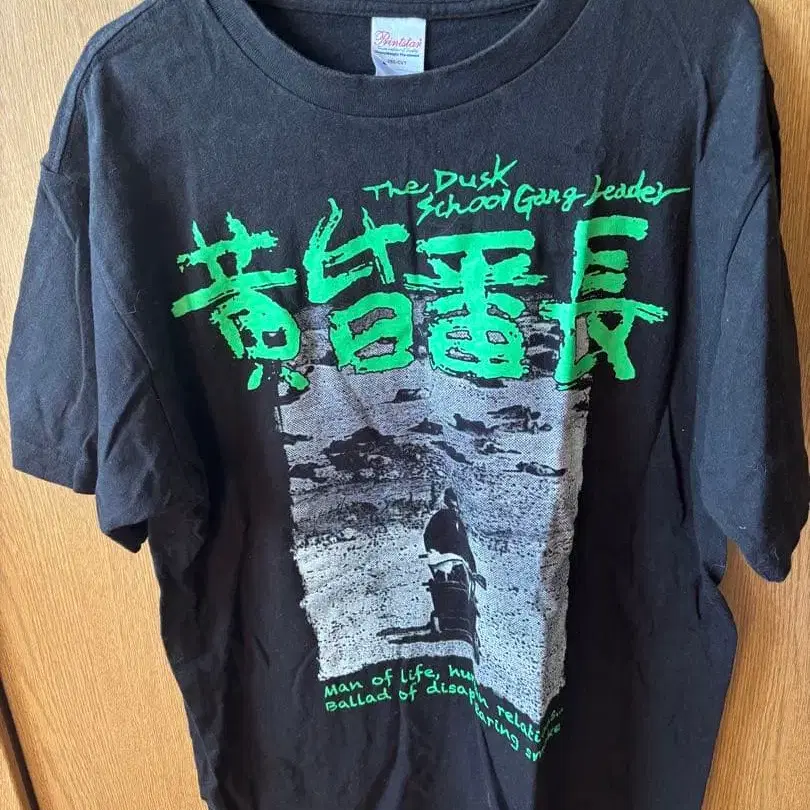 Printstar
The Dusk
School Gang Leader
黄昏番長
Man of life,
Ballad of